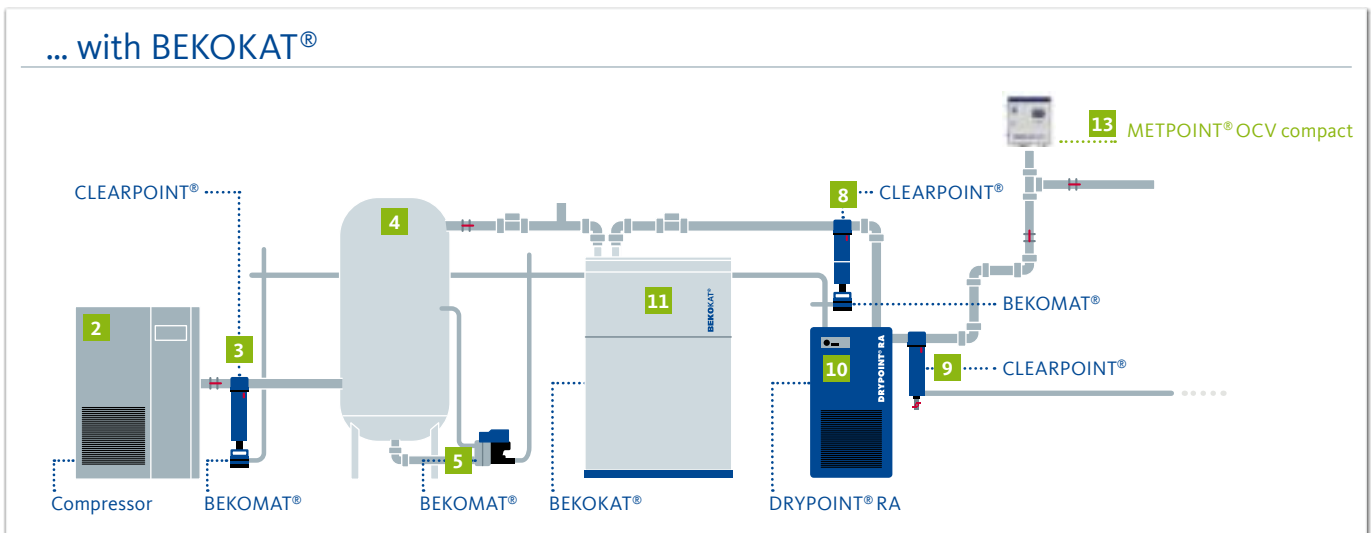 ... with BEKOKAT®
13 METPOINT® OCV compact
CLEARPOINT®
8 CLEARPOINT®
4
11
BEKOKAT®
2
BEKOMAT®
3
10
DRYPOINT® RA
9 CLEARPOINT®
5
Compressor
BEKOMAT®
BEKOMAT®
BEKOKAT®
DRYPOINT® RA